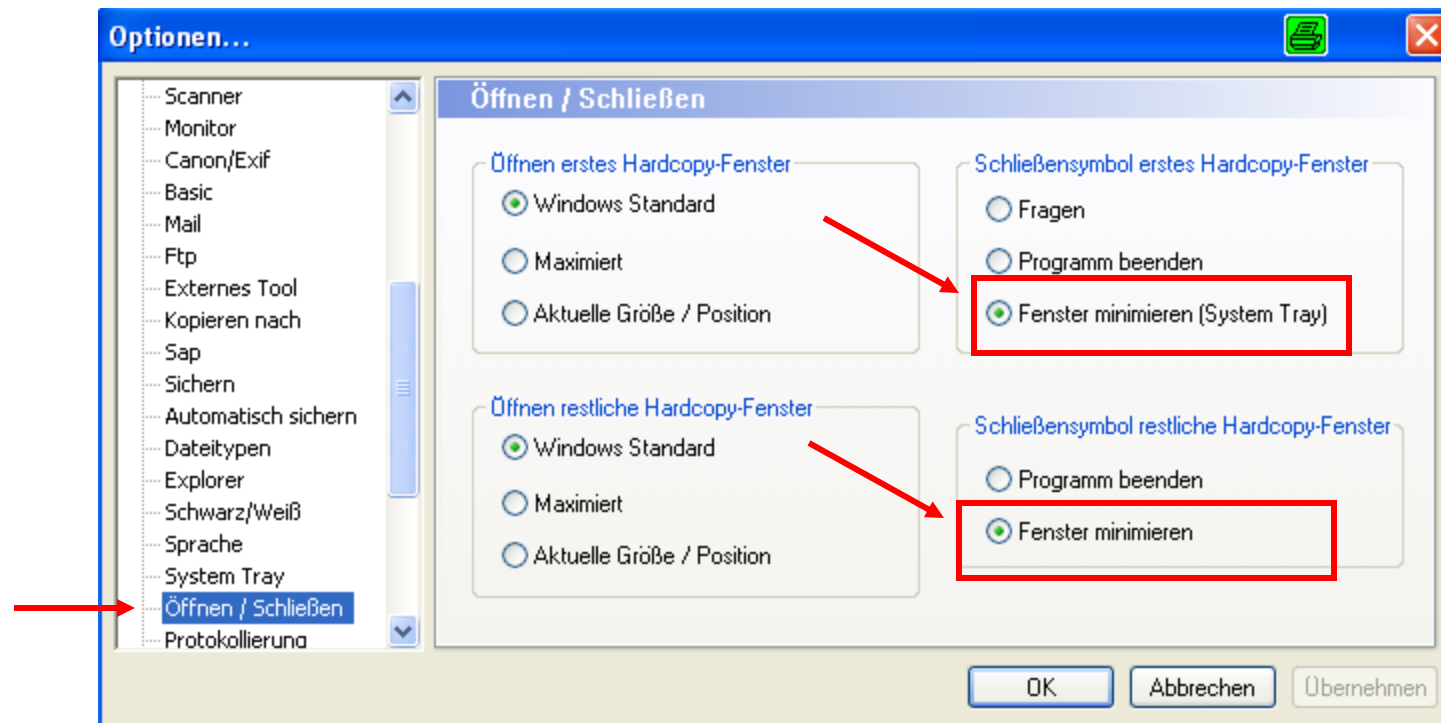 Optionen...
Scanner
Monitor
Canon/Exif
Basic
Mail
Ftp
Externes Tool
Kopieren nach
Sap
Sichern
Automatisch sichern
Dateitypen
Explorer
Schwarz/Weiß
Sprache
System Tray
Öffnen / Schließen
Protokollierung
Öffnen / Schließen
Öffnen erstes Hardcopy-Fenster
Windows Standard
Maximiert
Aktuelle Größe / Position
Schließensymbol erstes Hardcopy-Fenster
Fragen
Programm beenden
Fenster minimieren (System Tray)
Öffnen restliche Hardcopy-Fenster
Windows Standard
Maximiert
Aktuelle Größe / Position
Schließensymbol restliche Hardcopy-Fenster
Programm beenden
Fenster minimieren
OK
Abbrechen
Übernehmen